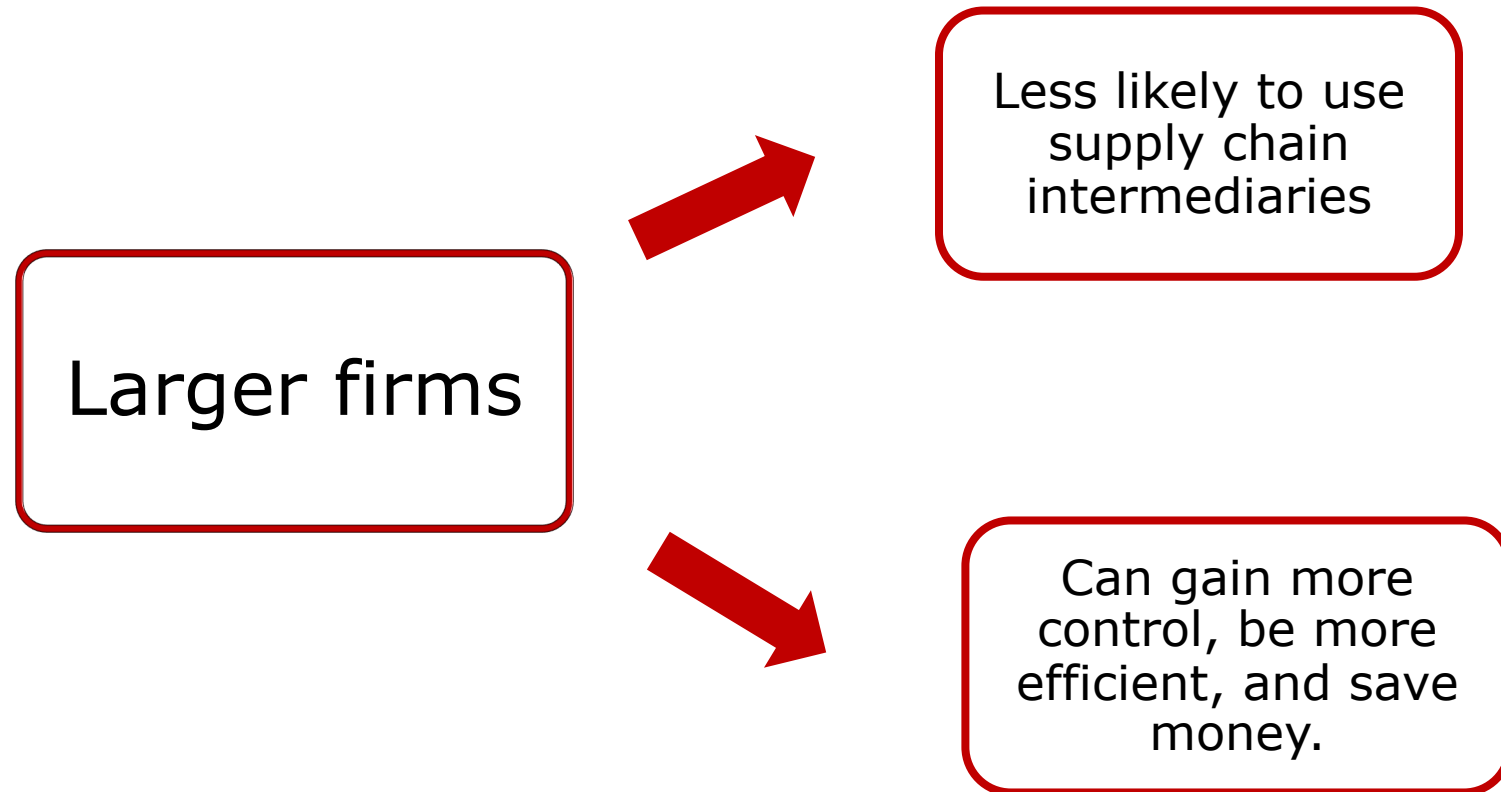 Less likely to use
supply chain
intermediaries
Larger firms
Can gain more
control, be more
efficient, and save
money.